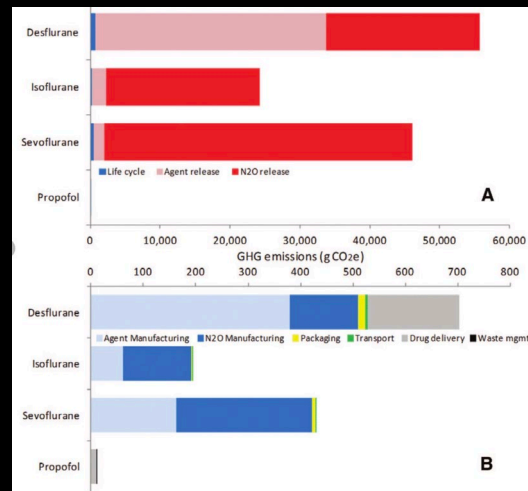 Desflurane
Isoflurane
Sevoflurane
Life cycle Agent release N2O release
Propofol
A
0 10,000 20,000 30,000 40,000 50,000 60,000
GHG emissions (g CO2e)
0 100 200 300 400 500 600 700 800
Desflurane
Agent Manufacturing N2O Manufacturing Packaging Transport Drug delivery Waste mgmt
Isoflurane
Sevoflurane
Propofol
B